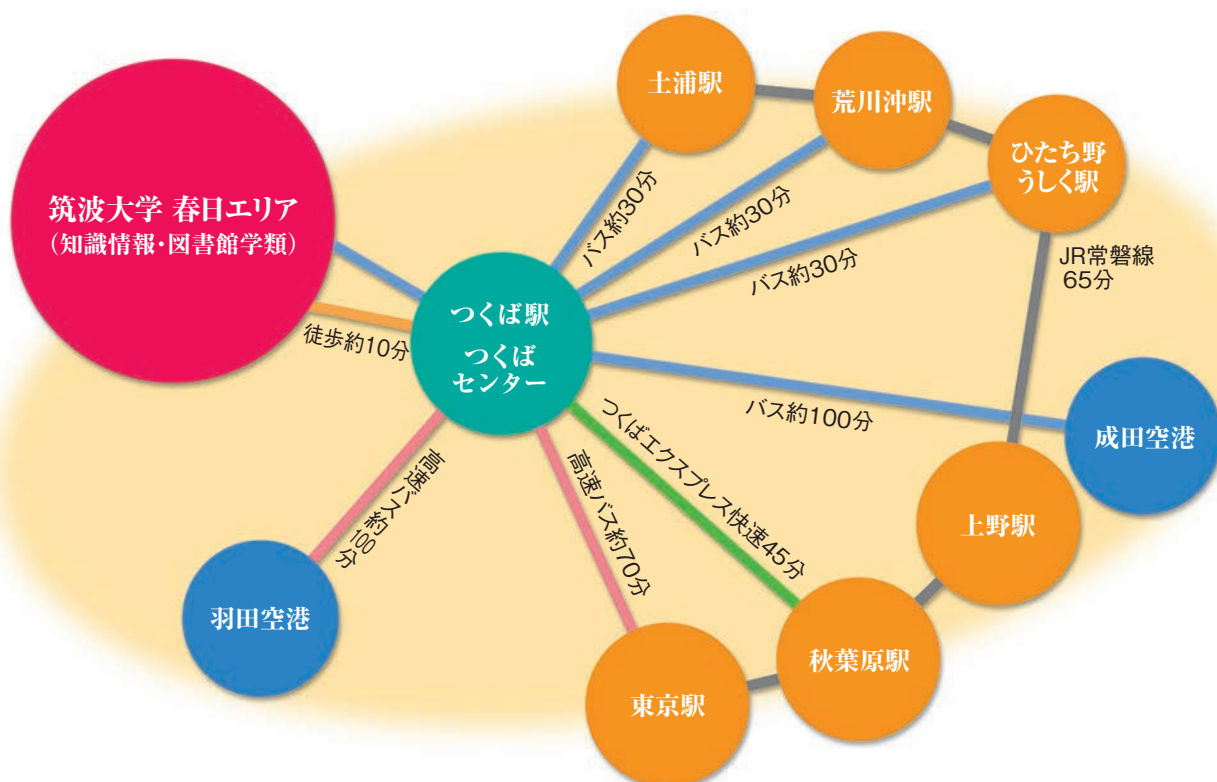 土浦駅
荒川沖駅
ひたち野
うしく駅
筑波大学 春日エリア
(知識情報・図書館学類)
バス約30分
バス約30分
バス約30分
JR常磐線
65分
つくば駅
つくば
センター
徒歩約10分
バス約100分
成田空港
高速バス約
100
分
高速バス約70分
つくばエクスプレス快速45分
上野駅
羽田空港
秋葉原駅
東京駅